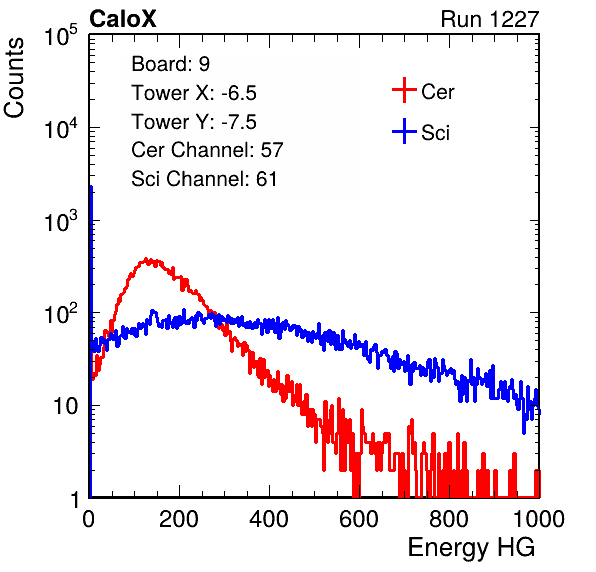 CaloX Run 1227
Counts
Board: 9
Tower X: -6.5
Tower Y: -7.5
Cer Channel: 57
Sci Channel: 61
Cer
Sci
10^5
10^4
10^3
10^2
10
1
0 200 400 600 800 1000
Energy HG